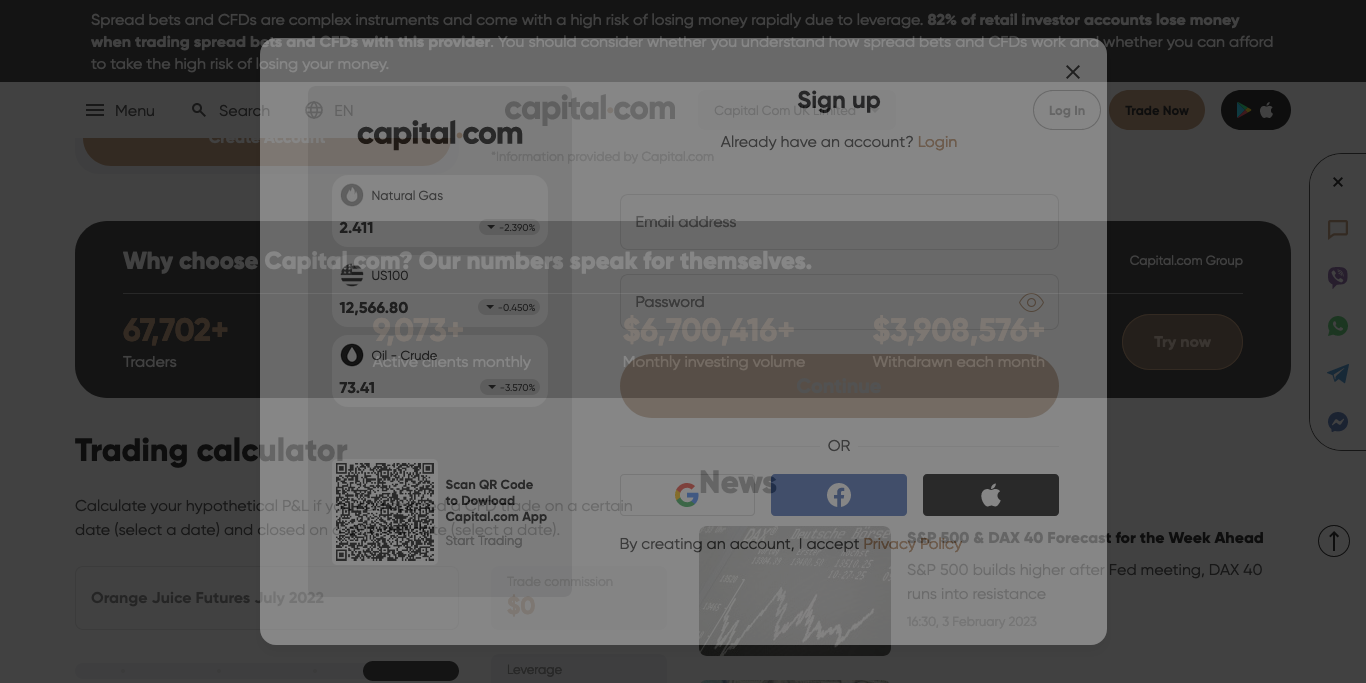 Spread bets and CFDs are complex instruments and come with a high risk of losing money rapidly due to leverage. 82% of retail investor accounts lose money
when trading spread bets and CFDs with this provider. You should consider whether you understand how spread bets and CFDs work and whether you can afford
to take the high risk of losing your money.
Menu
Search
EN
capital.com
Capital Com UK Limited
Log In
Trade Now
Create Account
*Information provided by Capital.com
Sign up
Already have an account? Login
capital.com
Natural Gas
2.411
-2.390%
US100
12,566.80
-0.450%
Oil - Crude
73.41
-3.570%
Scan QR Code
to Dowload
Capital.com App
Start Trading
Email address
Password
Continue
OR
By creating an account, I accept Privacy Policy
Why choose Capital.com? Our numbers speak for themselves.
Capital.com Group
67,702+
Traders
9,073+
Active clients monthly
$6,700,416+
Monthly investing volume
$3,908,576+
Withdrawn each month
Try now
Trading calculator
Calculate your hypothetical P&L if you a CFD trade on a certain
date (select a date) and closed on (select a date).
Orange Juice Futures July 2022
Trade commission
$0
Leverage
News
S&P 500 & DAX 40 Forecast for the Week Ahead
S&P 500 builds higher after Fed meeting, DAX 40
runs into resistance
16:30, 3 February 2023